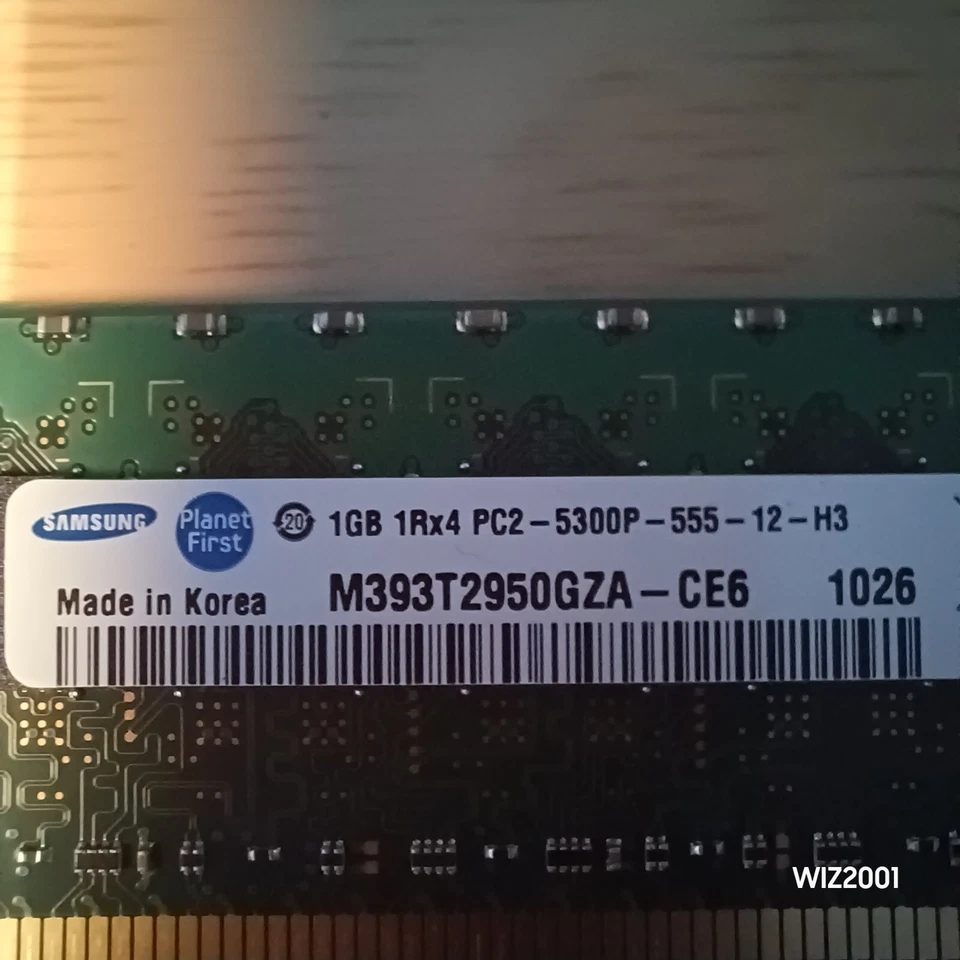 SAMSUNG
Planet First
20
1GB 1Rx4 PC2-5300P-555-12-H3
Made in Korea
M393T2950GZA-CE6
1026
WIZ2001